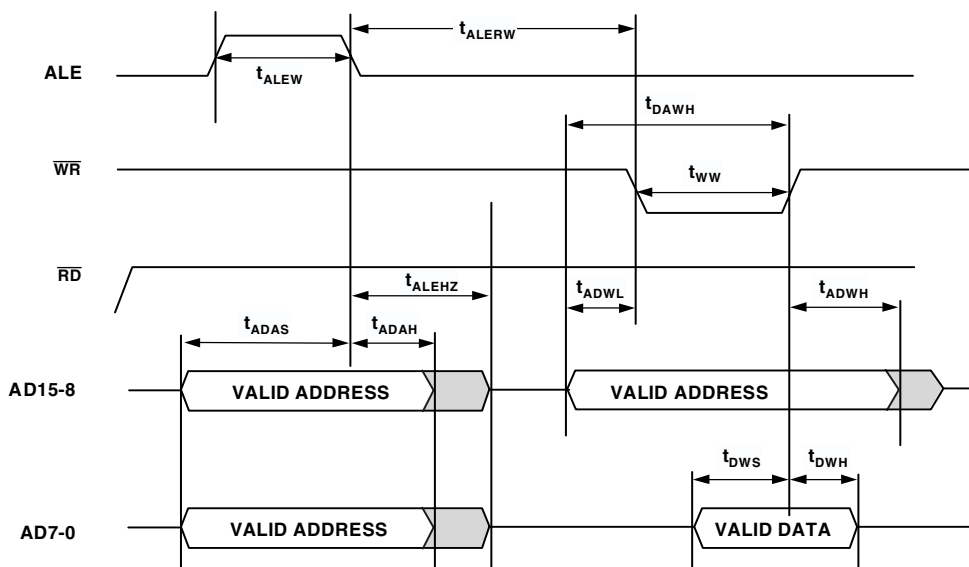 tALERW
ALE
tALEW
tDAWH
WR
tWW
RD
tALEHZ
tADWL
tADWH
tADAS
tADAH
AD15-8
VALID ADDRESS
VALID ADDRESS
tDWS
tDWH
AD7-0
VALID ADDRESS
VALID DATA